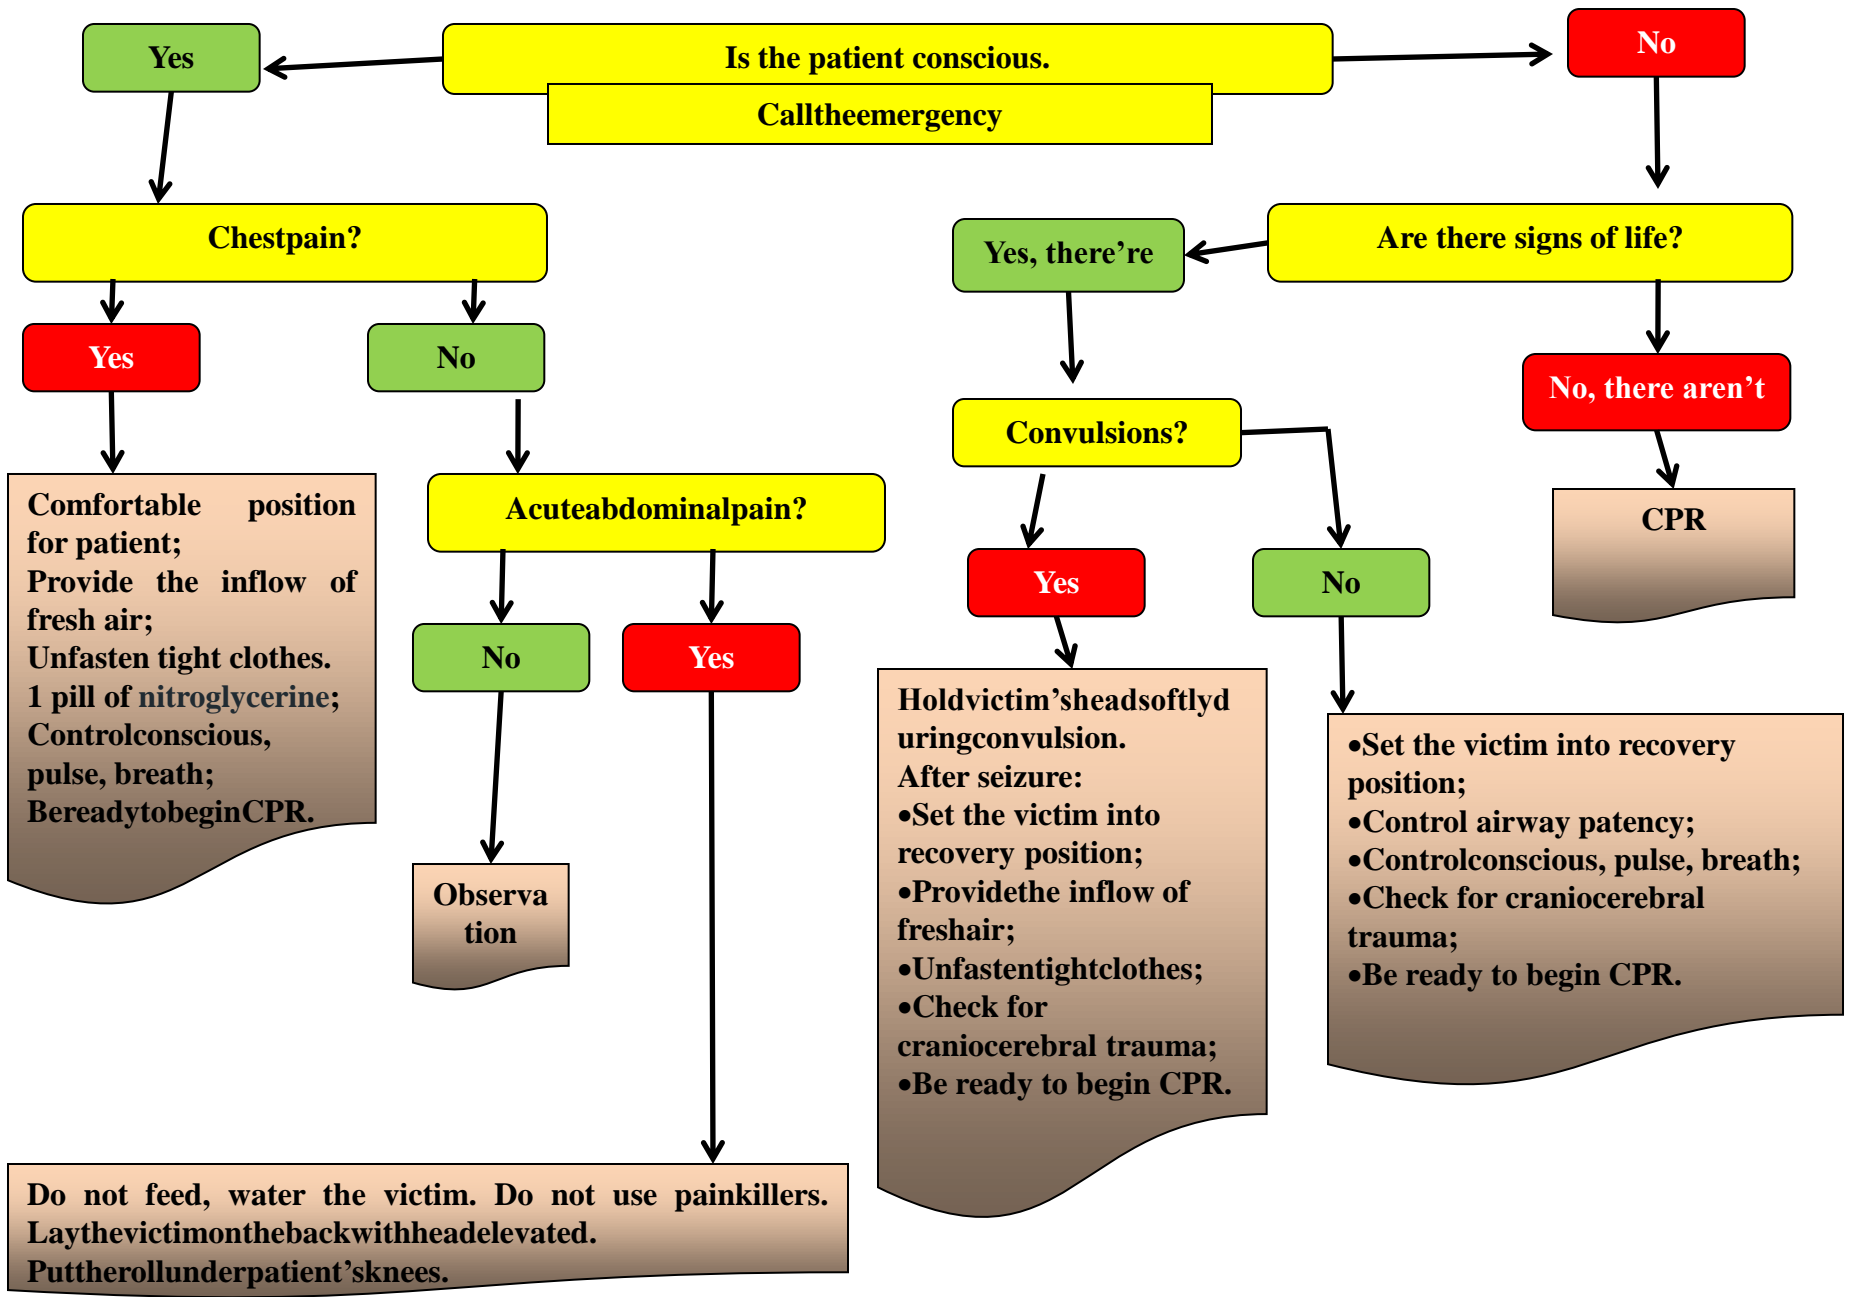 Yes
Is the patient conscious.
No
Calltheemergency
Chestpain?
Yes, there're
Are there signs of life?
Yes
No
No, there aren't
Convulsions?
Comfortable position
for patient;
Provide the inflow of
fresh air;
Unfasten tight clothes.
1 pill of nitroglycerine;
Controlconscious,
pulse, breath;
BereadytobeginCPR.
Acuteabdominalpain?
CPR
Yes
No
No
Yes
Holdvictim'sheadsoftlyd
uringconvulsion.
After seizure:
•Set the victim into
recovery position;
•Providethe inflow of
freshair;
•Unfastentightclothes;
•Check for
craniocerebral trauma;
•Be ready to begin CPR.
•Set the victim into recovery
position;
•Control airway patency;
•Controlconscious, pulse, breath;
•Check for craniocerebral
trauma;
•Be ready to begin CPR.
Observa
tion
Do not feed, water the victim. Do not use painkillers.
Laythevictimonthebackwithheadelevated.
Puttherollunderpatient'sknees.